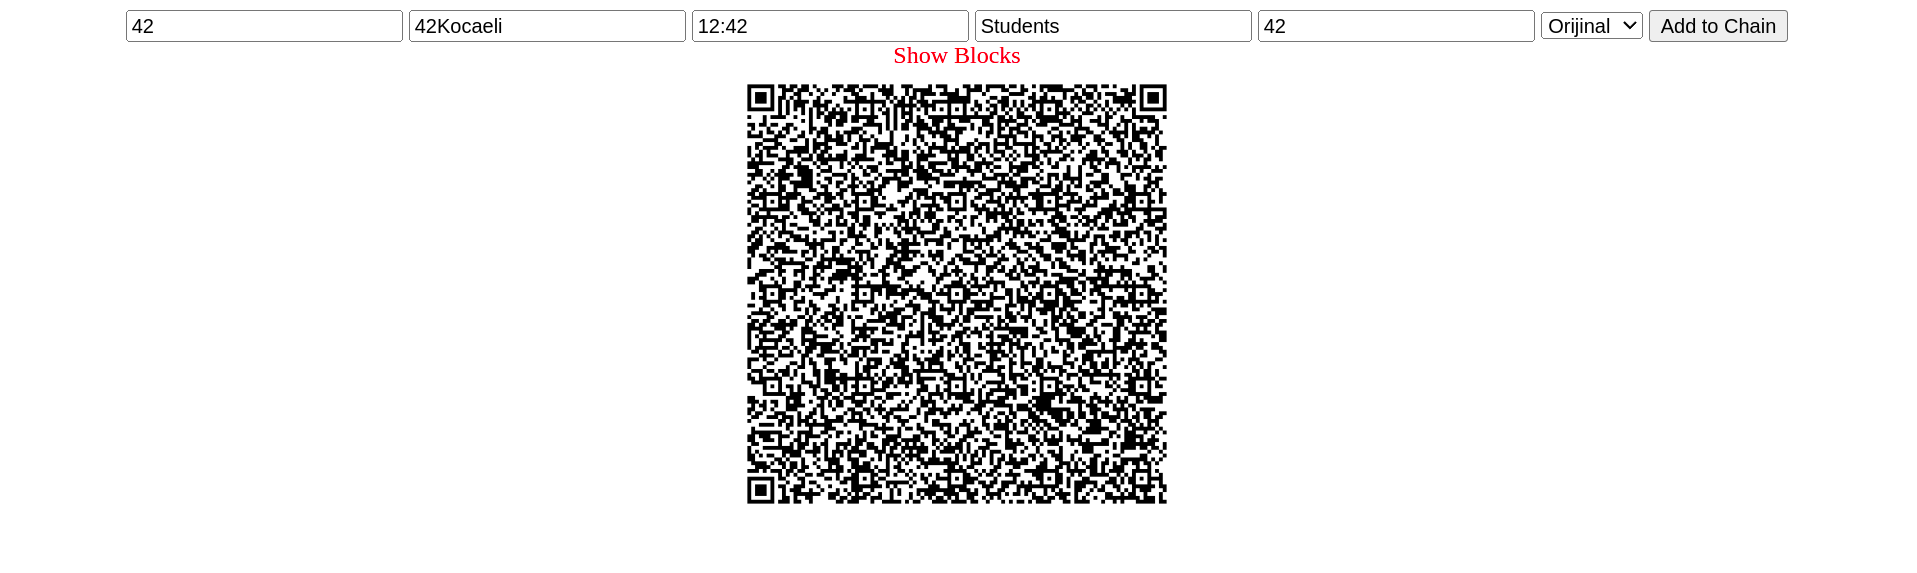 42 42Kocaeli 12:42 Students 42 Orijinal Add to Chain
Show Blocks